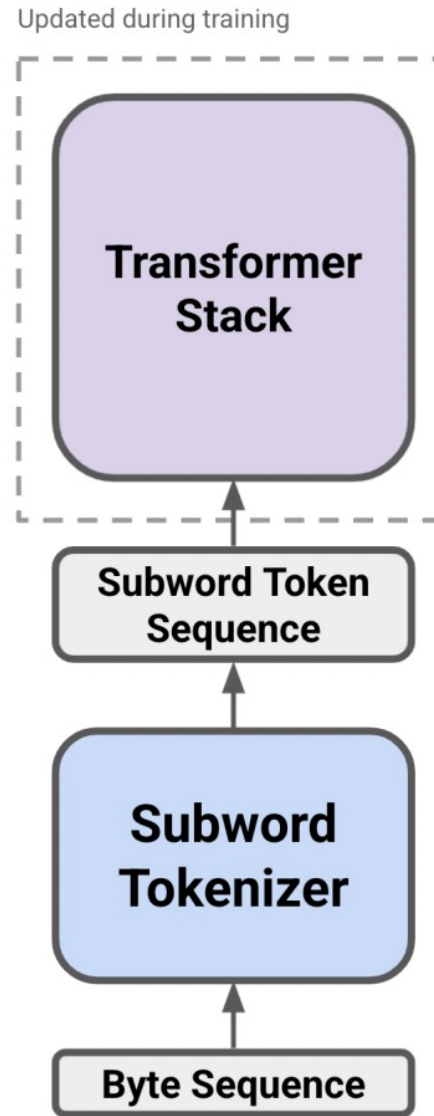 Updated during training
Transformer
Stack
Subword Token
Sequence
Subword
Tokenizer
Byte Sequence